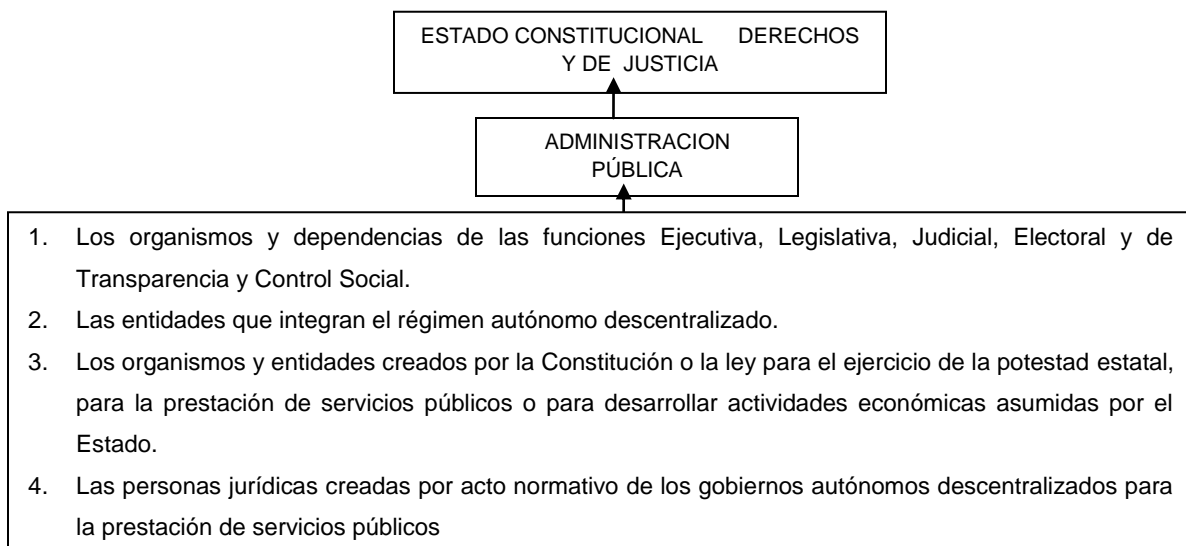 ESTADO CONSTITUCIONAL DERECHOS
Y DE JUSTICIA
ADMINISTRACION
PÚBLICA
1. Los organismos y dependencias de las funciones Ejecutiva, Legislativa, Judicial, Electoral y de
Transparencia y Control Social.
2. Las entidades que integran el régimen autónomo descentralizado.
3. Los organismos y entidades creados por la Constitución o la ley para el ejercicio de la potestad estatal,
para la prestación de servicios públicos o para desarrollar actividades económicas asumidas por el
Estado.
4. Las personas jurídicas creadas por acto normativo de los gobiernos autónomos descentralizados para
la prestación de servicios públicos